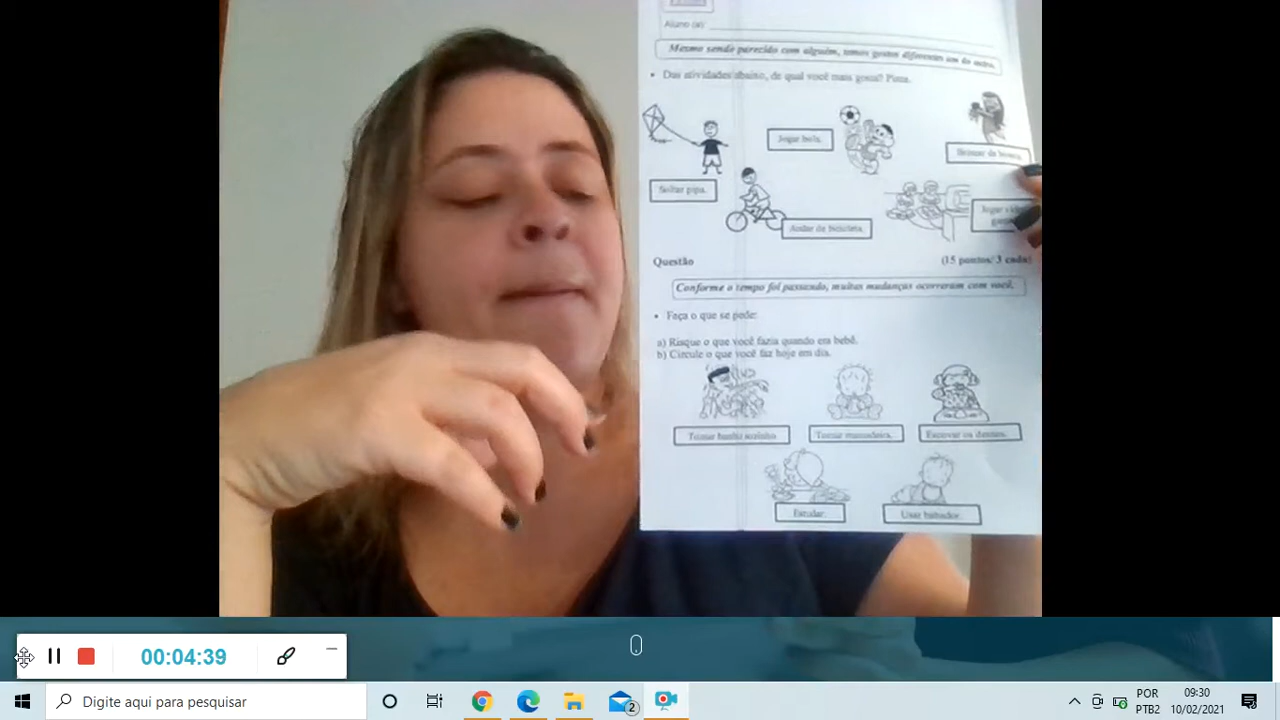 Aluno (a):
Mesmo sendo parecido com alguém, temos gostos diferentes um do outro.
• Das atividades abaixo, de qual você mais gosta? Pinte.
Jogar bola.
Brincar de boneca.
Soltar pipa.
Andar de bicicleta.
Jogar
Questão (15 pontos/ 3 cada)
Conforme o tempo foi passando, muitas mudanças ocorreram com você.
• Faça o que se pede:
a) Risque o que você fazia quando era bebê.
b) Circule o que você faz hoje em dia.
Tomar banho sozinho.
Tomar mamadeira.
Escovar os dentes.
Estudar.
Usar babador.
00:04:39
Digite aqui para pesquisar
2
POR
PTB2
09:30
10/02/2021